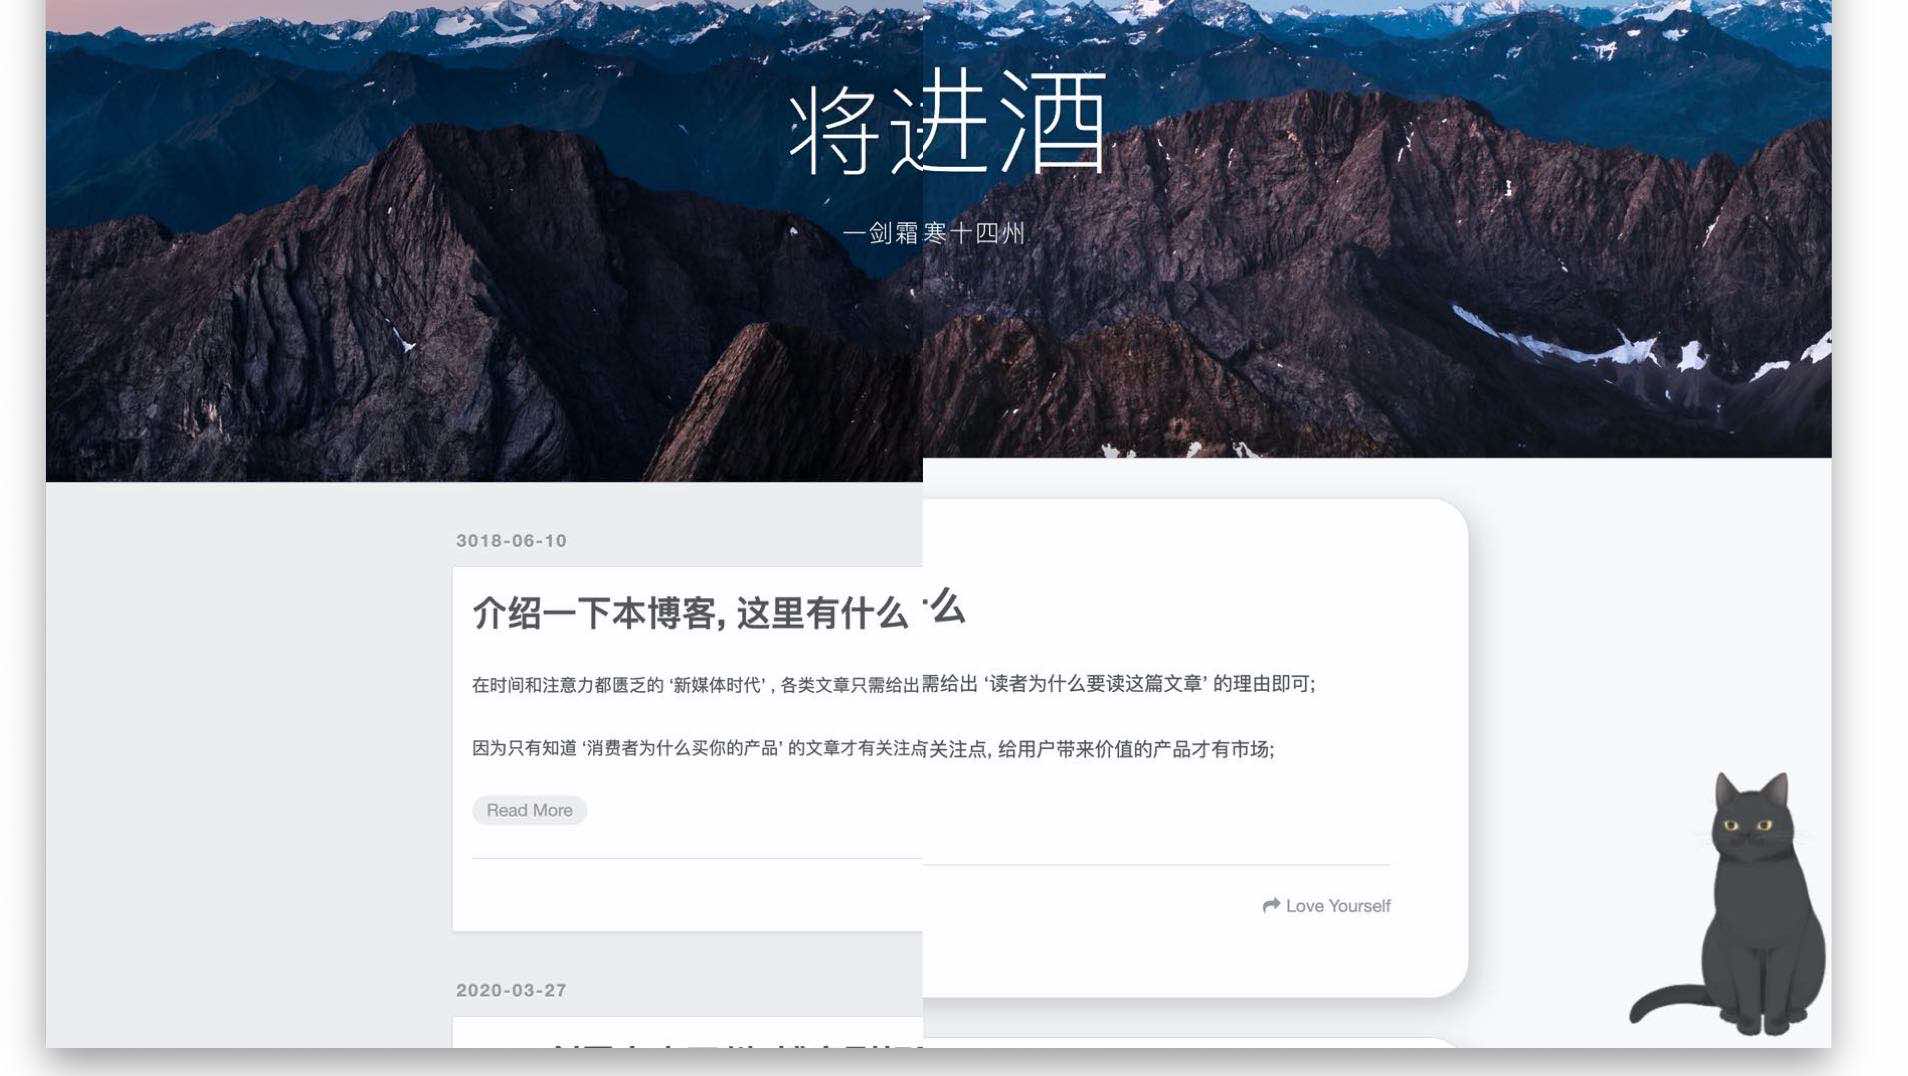 将进酒
一剑霜寒十四州
3018-06-10
介绍一下本博客, 这里有什么 么
在时间和注意力都匮乏的 ‘新媒体时代’ , 各类文章只需给出需给出 ‘读者为什么要读这篇文章’ 的理由即可;
因为只有知道 ‘消费者为什么买你的产品’ 的文章才有关注点关注点, 给用户带来价值的产品才有市场;
Read More
Love Yourself
2020-03-27